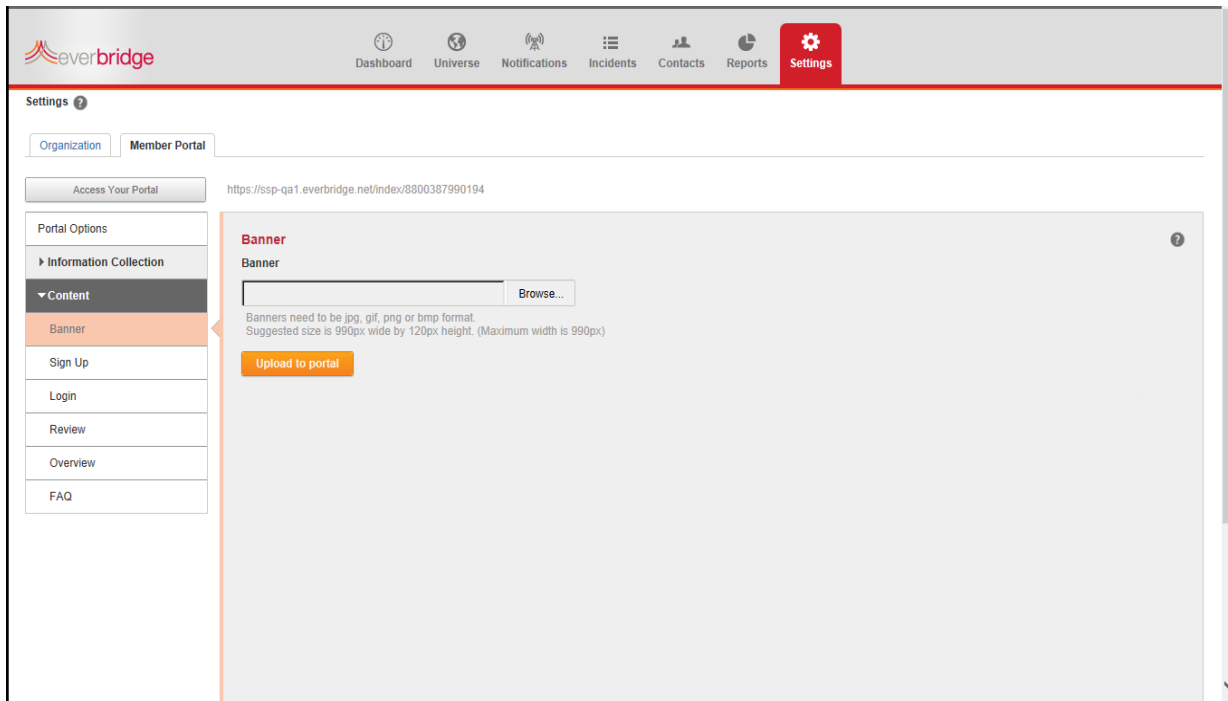 everbridge
Dashboard
Universe
Notifications
Incidents
Contacts
Reports
Settings
Settings ?
Organization
Member Portal
Access Your Portal
https://ssp-qa1.everbridge.net/index/8800387990194
Portal Options
Information Collection
Content
Banner
Sign Up
Login
Review
Overview
FAQ
Banner
?
Banner
Browse...
Banners need to be jpg, gif, png or bmp format.
Suggested size is 990px wide by 120px height. (Maximum width is 990px)
Upload to portal